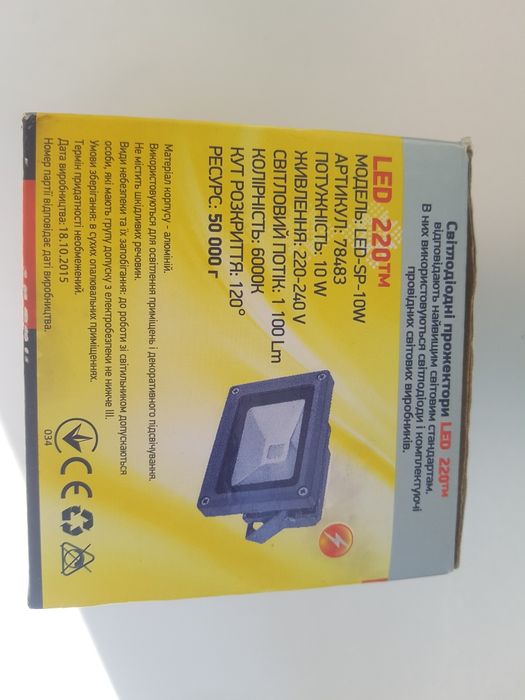 Світлодіодні прожектори LED 220™
відповідають найвищим світовим стандартам.
В них використовуються світлодіоди і комплектуючі
провідних світових виробників.
LED 220™
МОДЕЛЬ: LED-SP-10W
АРТИКУЛ: 78483
ПОТУЖНІСТЬ: 10 W
ЖИВЛЕННЯ: 220-240 V
СВІТЛОВИЙ ПОТІК: 1 100 Lm
КОЛІРНІСТЬ: 6000К
КУТ РОЗКРИТТЯ: 120°
РЕСУРС: 50 000 г
Матеріал корпусу - алюміній.
Використовуються для освітлення приміщень і декоративного підсвічування.
Не містить шкідливих речовин.
Види небезпеки та їх запобігання: до роботи зі світильником допускаються
особи, які мають групу допуску з електробезпеки не нижче III.
Умови зберігання: в сухих опалювальних приміщеннях.
Термін придатності необмежений.
Дата виробництва: 18.10.2015
Номер партії відповідає даті виробництва.
034
CE